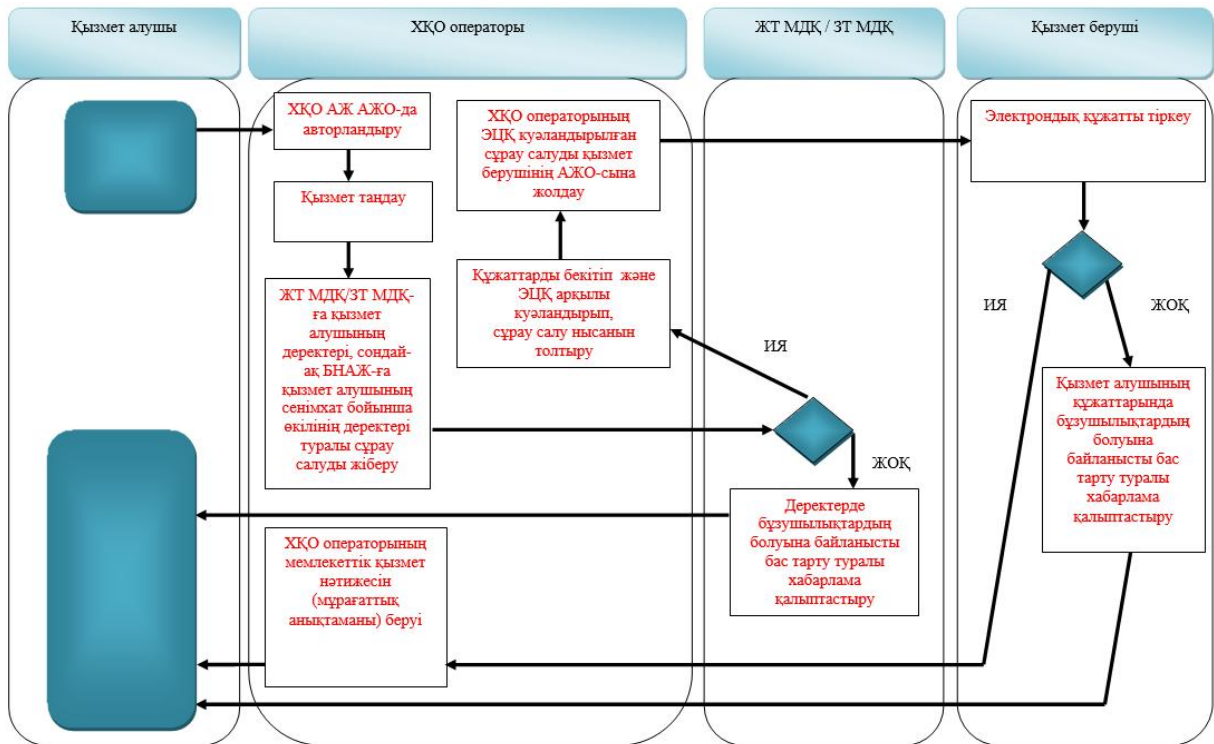 Қызмет алушы
ХҚО операторы
ЖТ МДҚ / ЗТ МДҚ
Қызмет беруші
ХҚО АЖ АЖО-да
авторландыру
Қызмет таңдау
ЖТ МДҚ/ЗТ МДҚ-
ға қызмет
алушының
деректері, сондай-
ақ БНАЖ-ға
қызмет алушының
сенімхат бойынша
өкілінің деректері
туралы сұрау
салуды жіберу
ХҚО операторының
ЭЦҚ куәландырылған
сұрау салуды қызмет
берушінің АЖО-сына
жолдау
Құжаттарды бекітіп және
ЭЦҚ арқылы
куәландырып,
сұрау салу нысанын
толтыру
ИЯ
ЖОҚ
Деректерде
бұзушылықтардың
болуына байланысты
бас тарту туралы
хабарлама
қалыптастыру
Электрондық құжатты тіркеу
ИЯ
ЖОҚ
Қызмет алушының
құжаттарында
бұзушылықтардың
болуына
байланысты бас
тарту туралы
хабарлама
қалыптастыру
ХҚО операторының
мемлекеттік қызмет
нәтижесін
(мұрағаттық
анықтаманы) беруі